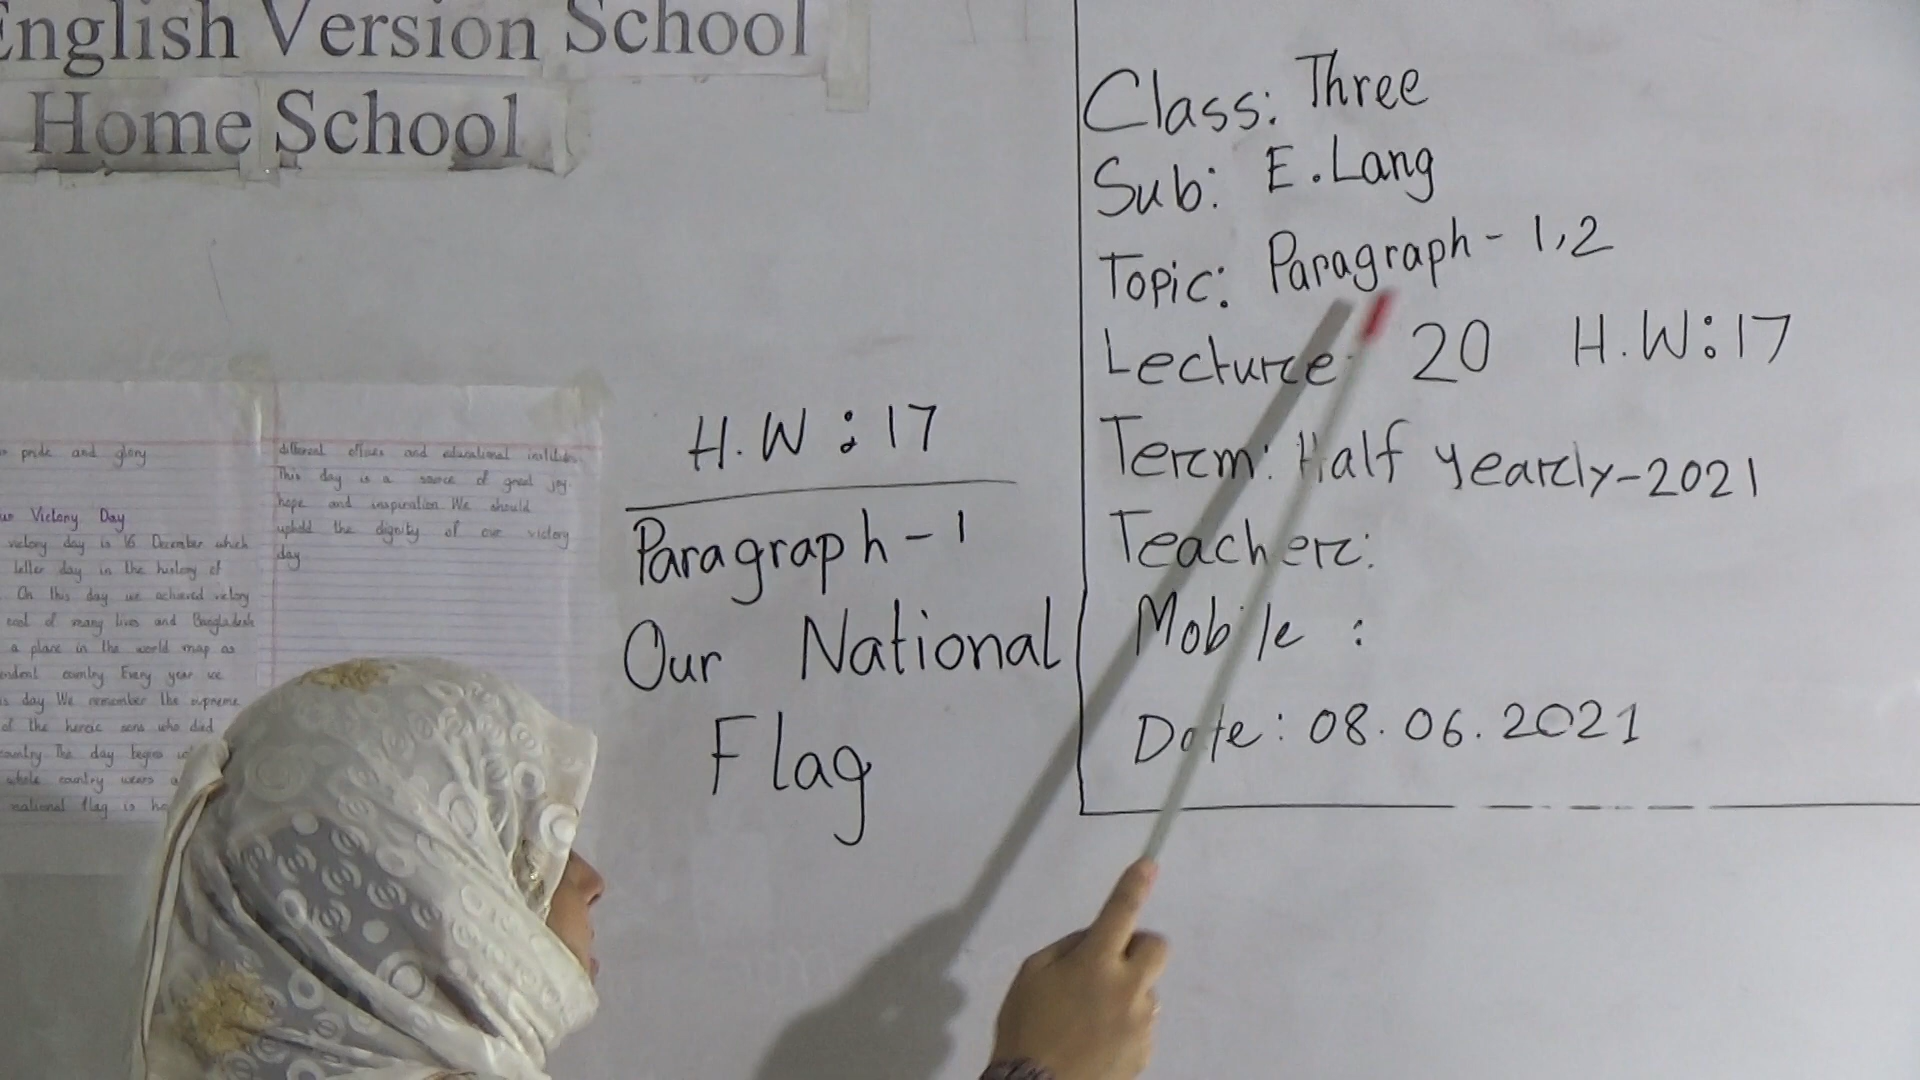 English Version School
Home School
pride and glory
Victory Day
victory day is 16 December which
letter day in the history of
On this day we achieved victory
cost of many lives and Bangladesh
a place in the world map as
country Every year we
day We remember the supreme
of the heroic sons who died
country The day begins
whole country wears a
national flag is
different offices and educational
This day is a source of great joy
hope and inspiration We should
uphold the dignity of our victory
day
H.W : 17
Paragraph - 1
Our National
Flag
Class: Three
Sub: E. Lang
Topic: Paragraph - 1,2
Lecture 20 H.W: 17
Term: Half yearly-2021
Teacher:
Mobile :
Date: 08.06.2021